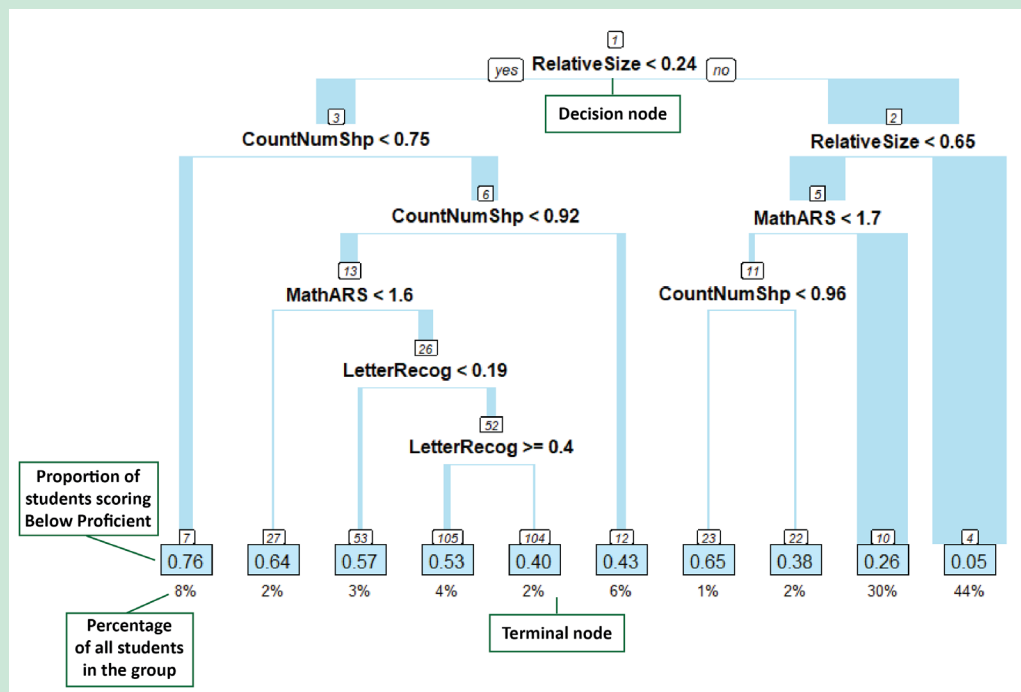 1
yes
RelativeSize < 0.24
no
Decision node
3
2
CountNumShp < 0.75
RelativeSize < 0.65
6
5
CountNumShp < 0.92
MathARS < 1.7
13
11
MathARS < 1.6
CountNumShp < 0.96
26
LetterRecog < 0.19
52
LetterRecog >= 0.4
Proportion of
students scoring
Below Proficient
7 27 53 105 104 12 23 22 10 4
0.76 0.64 0.57 0.53 0.40 0.43 0.65 0.38 0.26 0.05
8% 2% 3% 4% 2% 6% 1% 2% 30% 44%
Percentage
of all students
in the group
Terminal node